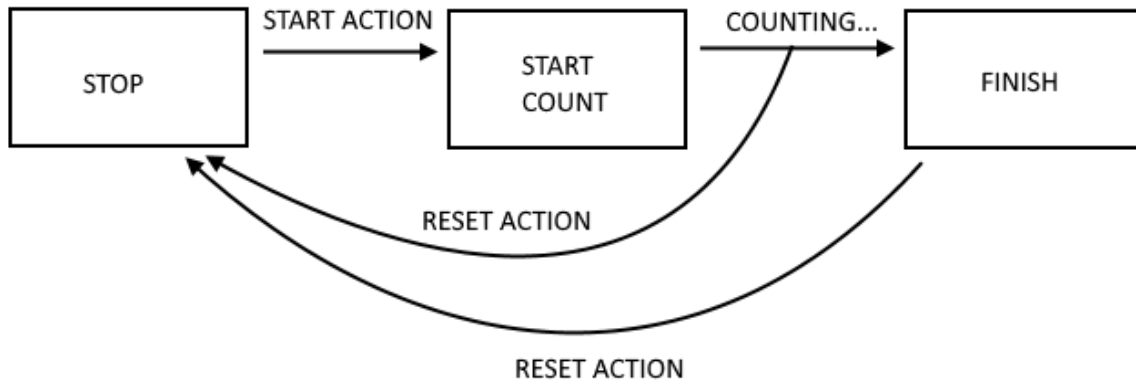 START ACTION
COUNTING...
STOP
START
COUNT
FINISH
RESET ACTION
RESET ACTION